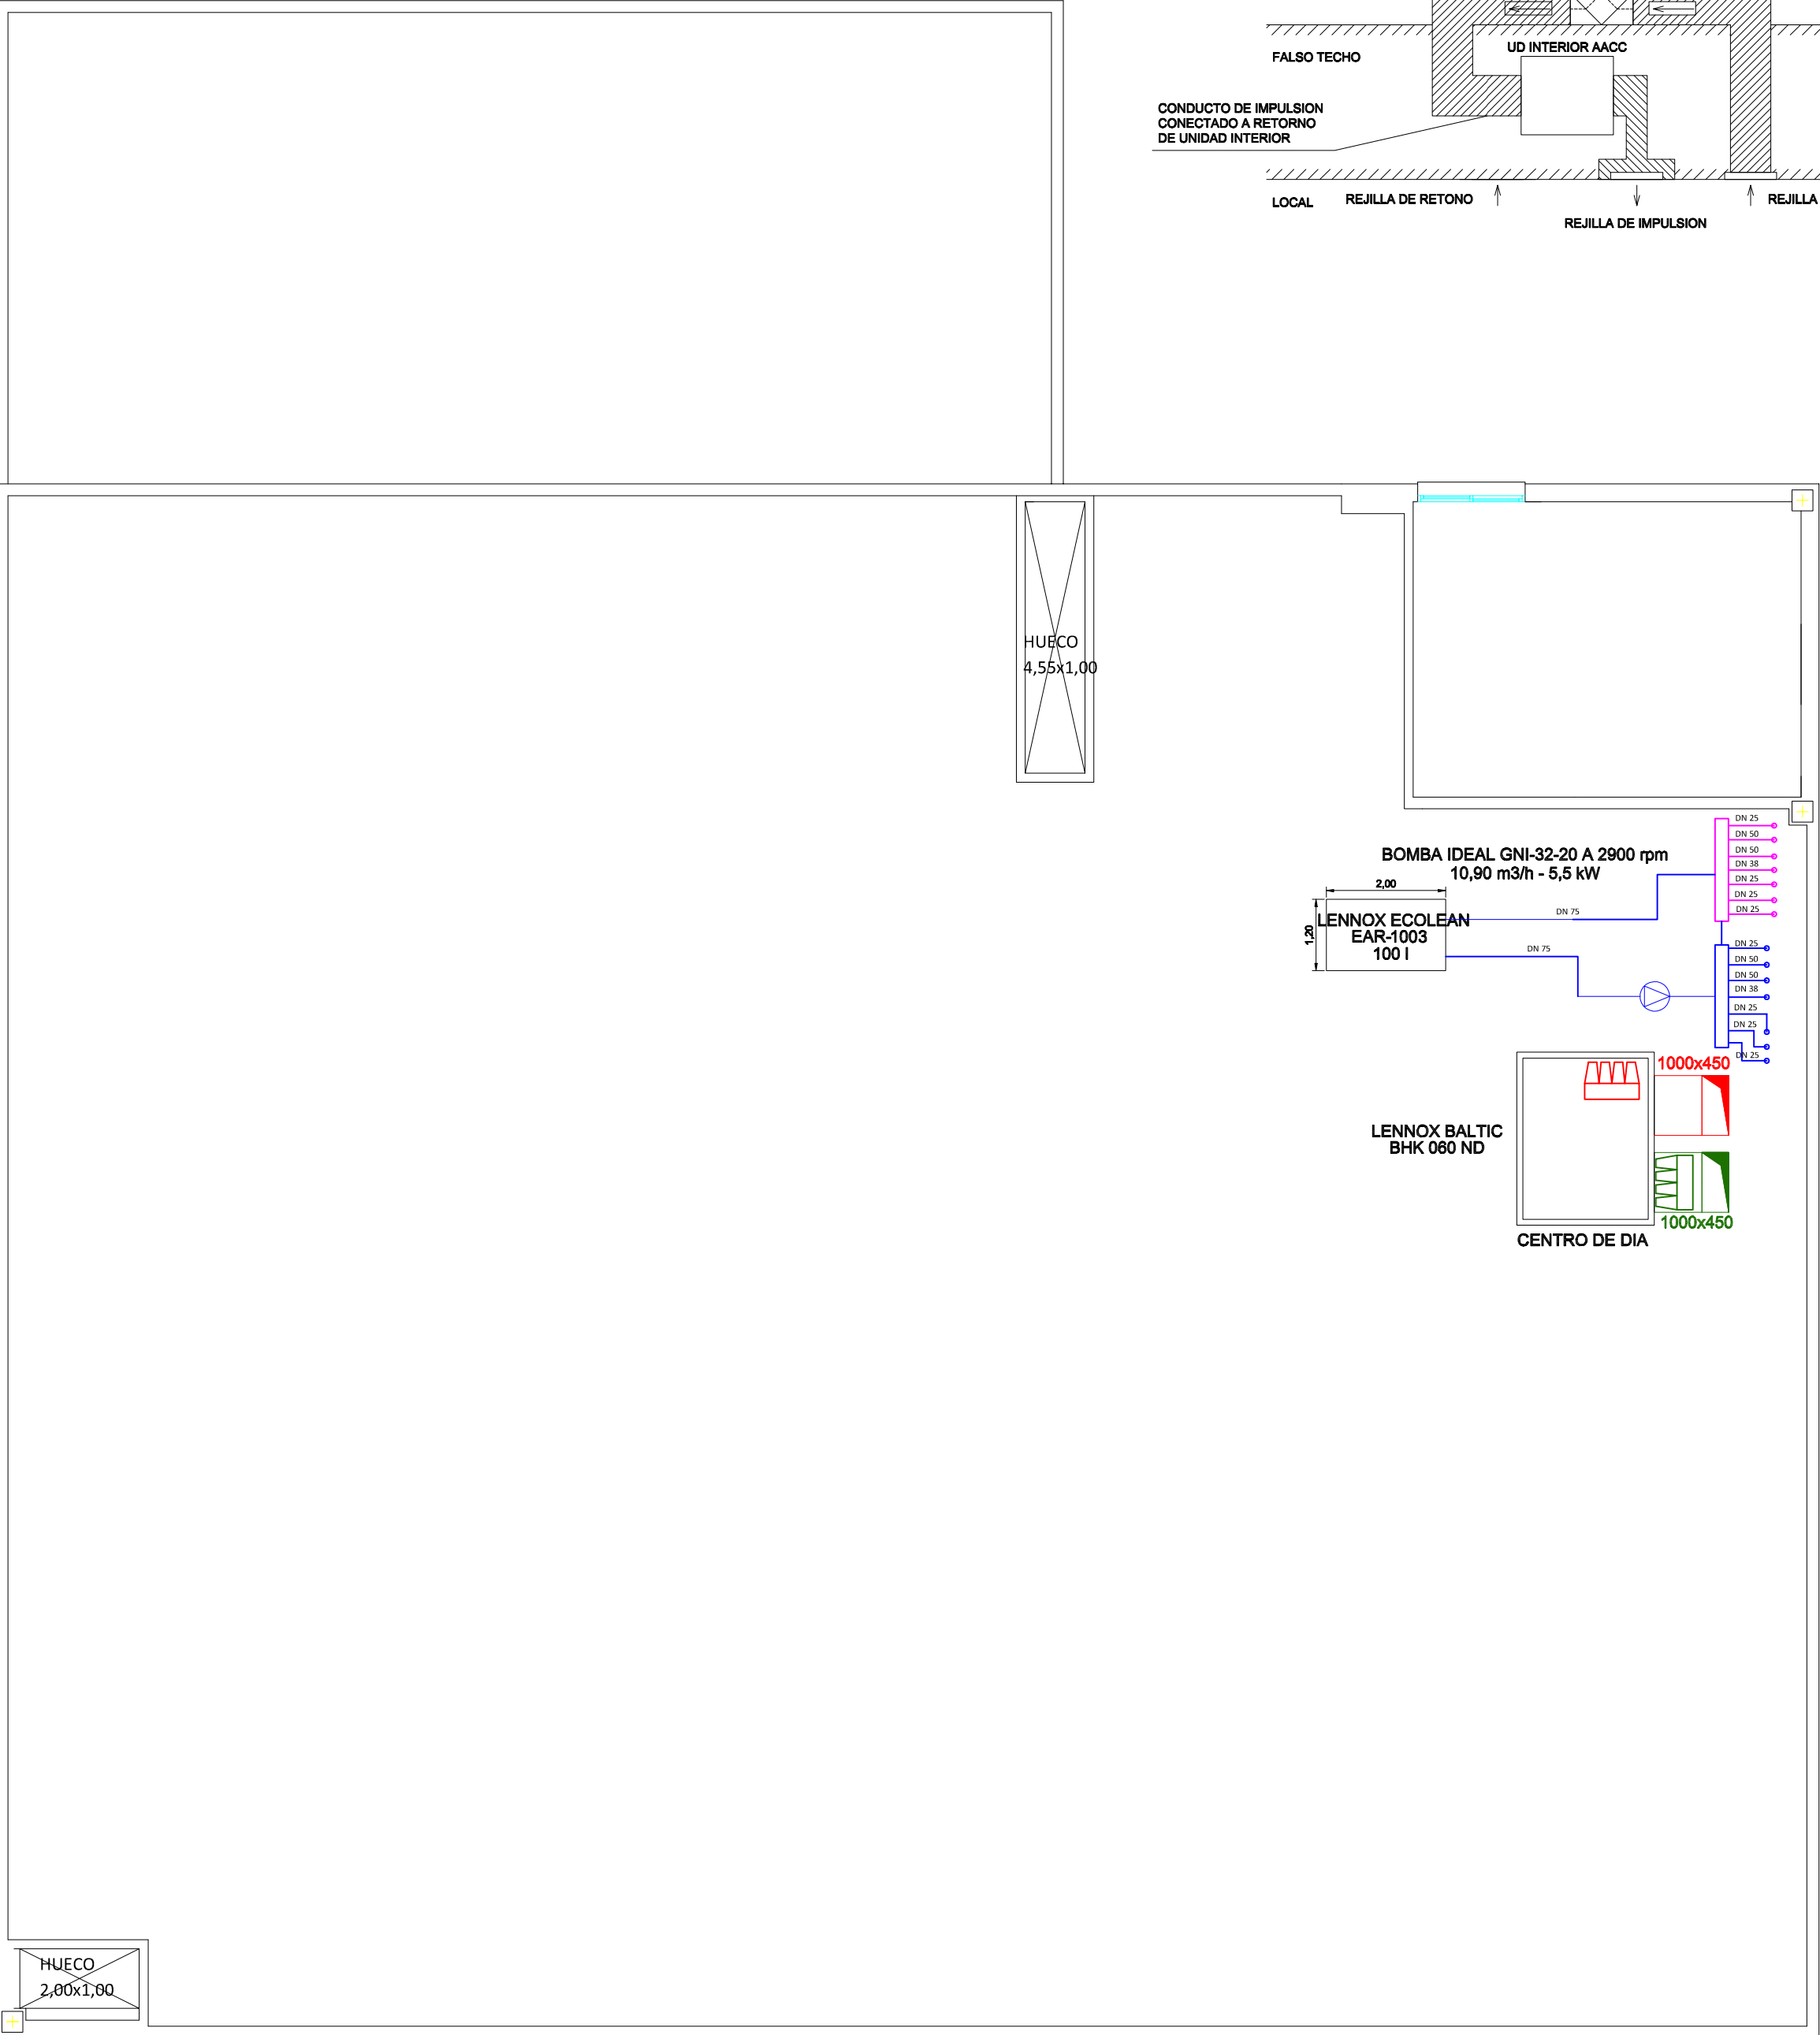 UD INTERIOR AACC
FALSO TECHO
CONDUCTO DE IMPULSION
CONECTADO A RETORNO
DE UNIDAD INTERIOR
LOCAL
REJILLA DE RETONO
REJILLA
REJILLA DE IMPULSION
HUECO
4,55x1,00
DN 25
DN 50
DN 50
DN 38
DN 25
DN 25
DN 25
BOMBA IDEAL GNI-32-20 A 2900 rpm
10,90 m3/h - 5,5 kW
2,00
1,20
LENNOX ECOLEAN
EAR-1003
100 l
DN 75
DN 75
DN 25
DN 50
DN 50
DN 38
DN 25
DN 25
DN 25
1000x450
LENNOX BALTIC
BHK 060 ND
1000x450
CENTRO DE DIA
HUECO
2,00x1,00